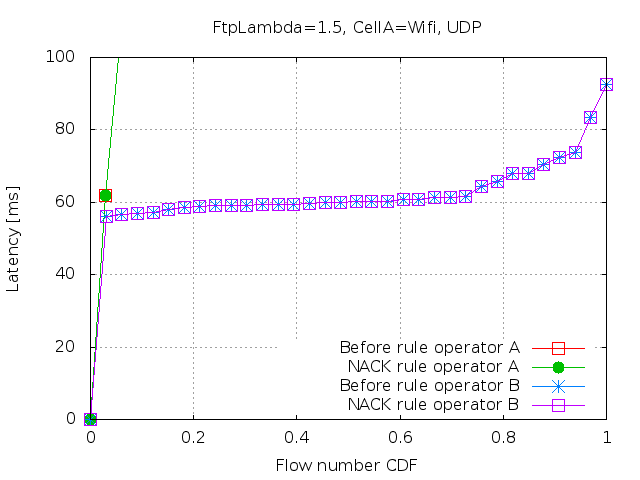 FtpLambda=1.5, CellA=Wifi, UDP
100
80
60
40
20
0
Latency [ms]
Before rule operator A
NACK rule operator A
Before rule operator B
NACK rule operator B
0 0.2 0.4 0.6 0.8 1
Flow number CDF